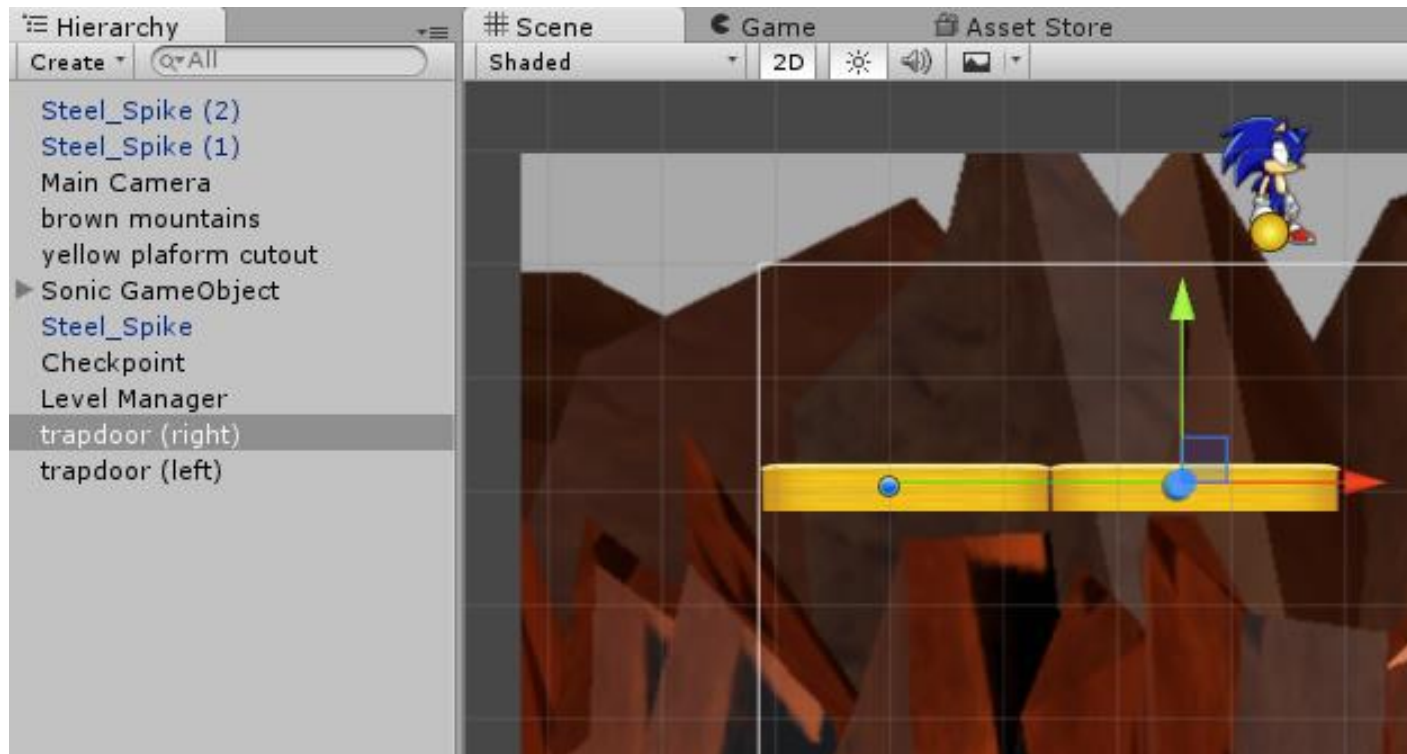 Hierarchy
Create
All
Steel_Spike (2)
Steel_Spike (1)
Main Camera
brown mountains
yellow plaform cutout
Sonic GameObject
Steel_Spike
Checkpoint
Level Manager
trapdoor (right)
trapdoor (left)
Scene Game Asset Store
Shaded 2D